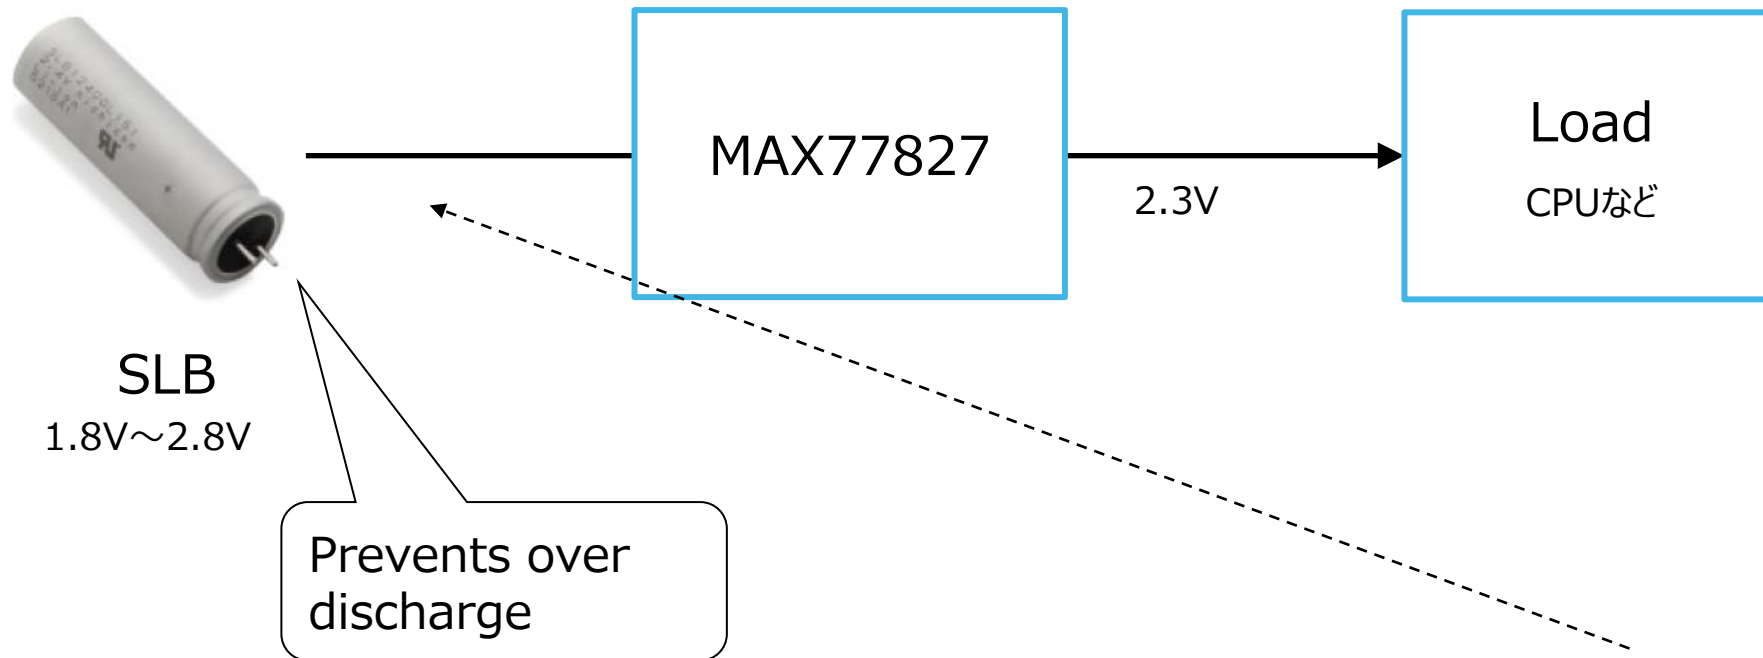 MAX77827
Load
CPUなど
2.3V
SLB
1.8V～2.8V
Prevents over
discharge